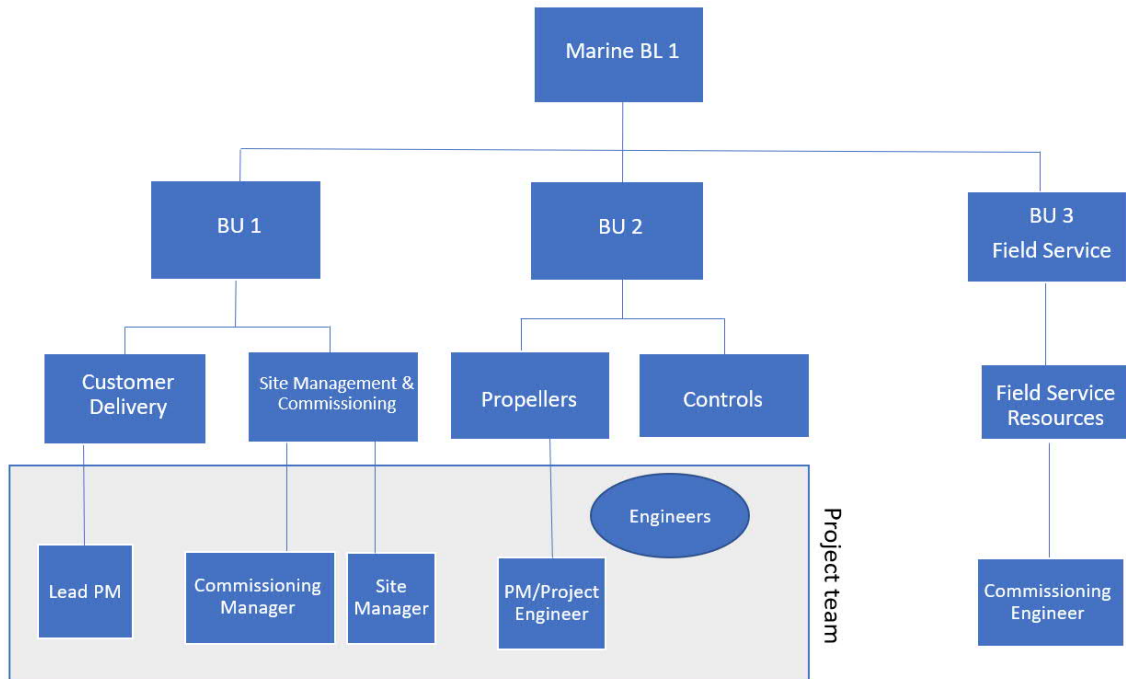 Marine BL 1
BU 1
BU 2
BU 3
Field Service
Customer
Delivery
Site Management &
Commissioning
Propellers
Controls
Field Service
Resources
Engineers
Project team
Lead PM
Commissioning
Manager
Site
Manager
PM/Project
Engineer
Commissioning
Engineer